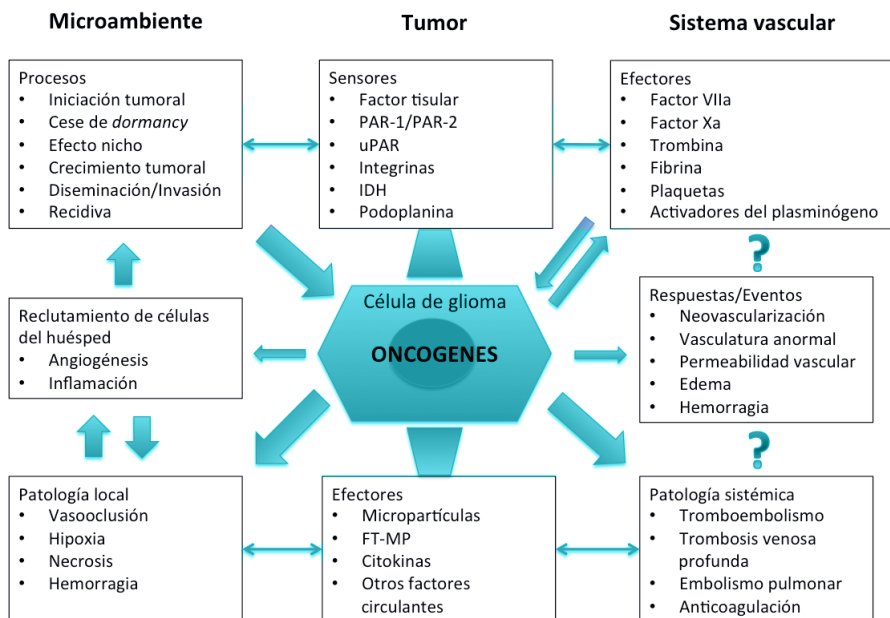 Microambiente
Tumor
Sistema vascular
Procesos
• Iniciación tumoral
• Cese de dormancy
• Efecto nicho
• Crecimiento tumoral
• Diseminación/Invasión
• Recidiva
Sensores
• Factor tisular
• PAR-1/PAR-2
• uPAR
• Integrinas
• IDH
• Podoplanina
Efectores
• Factor VIIa
• Factor Xa
• Trombina
• Fibrina
• Plaquetas
• Activadores del plasminógeno
?
Reclutamiento de células
del huésped
• Angiogénesis
• Inflamación
Célula de glioma
ONCOGENES
Respuestas/Eventos
• Neovascularización
• Vasculatura anormal
• Permeabilidad vascular
• Edema
• Hemorragia
?
Patología local
• Vasooclusión
• Hipoxia
• Necrosis
• Hemorragia
Efectores
• Micropartículas
• FT-MP
• Citokinas
• Otros factores
circulantes
Patología sistémica
• Tromboembolismo
• Trombosis venosa
profunda
• Embolismo pulmonar
• Anticoagulación